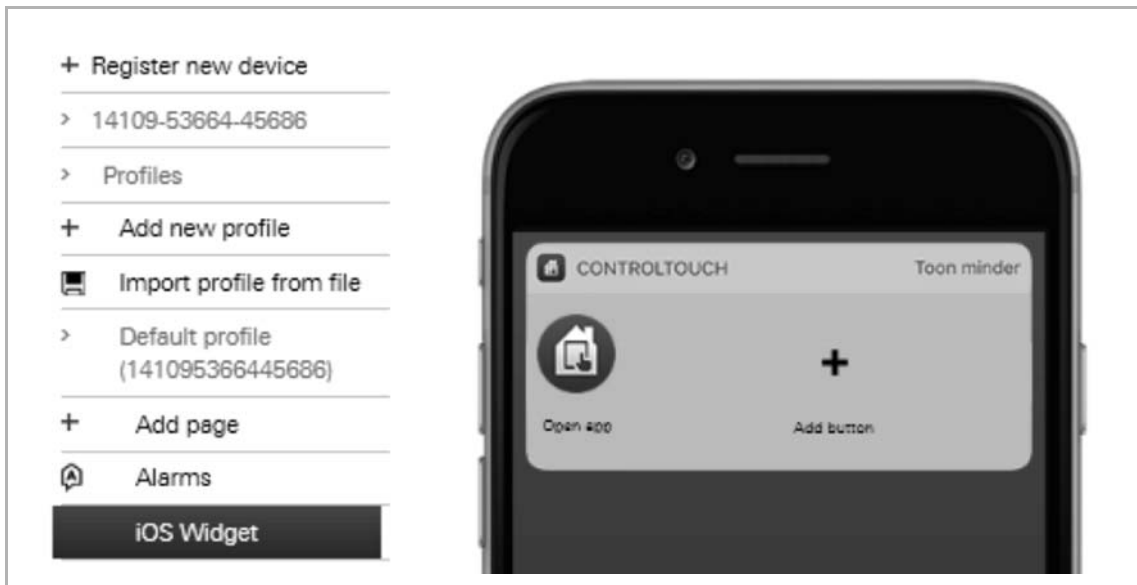 Register new device
14109-53664-45686
Profiles
Add new profile
Import profile from file
Default profile
(141095366445686)
Add page
Alarms
iOS Widget
CONTROLTOUCH
Toon minder
Open app
Add button